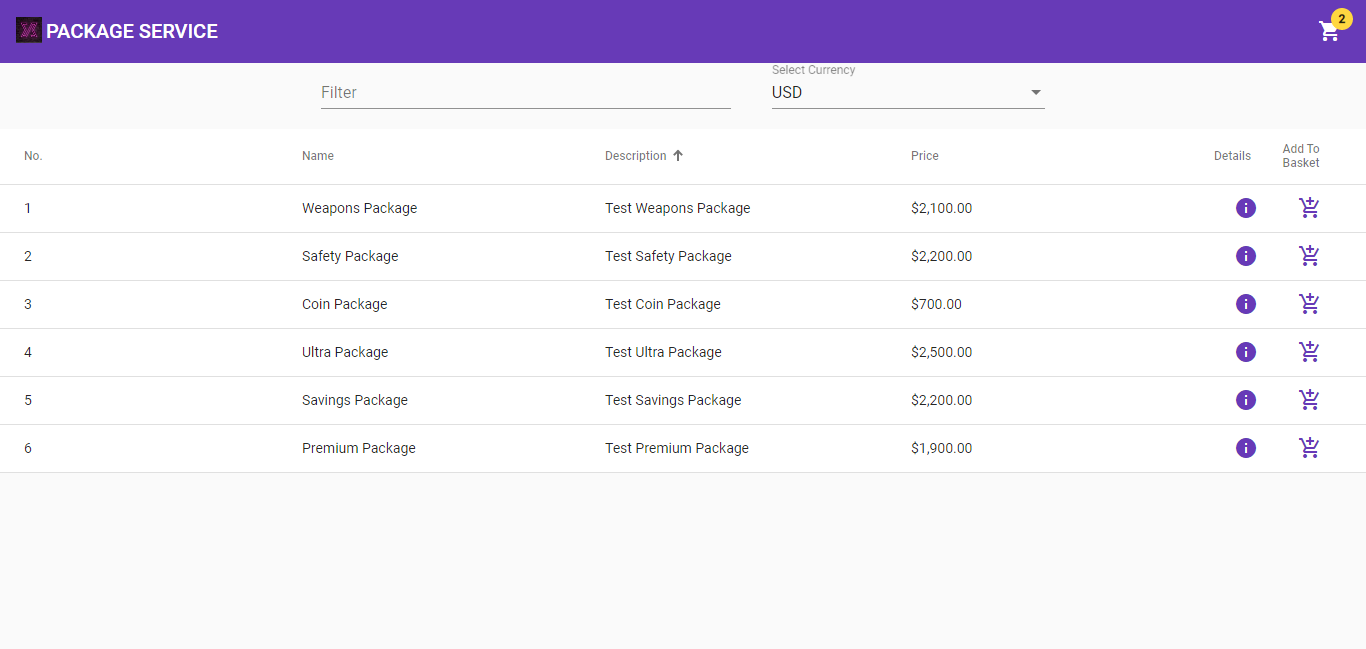 PACKAGE SERVICE
2
Filter
Select Currency
USD
No. Name Description Price Details Add To Basket
1 Weapons Package Test Weapons Package $2,100.00
2 Safety Package Test Safety Package $2,200.00
3 Coin Package Test Coin Package $700.00
4 Ultra Package Test Ultra Package $2,500.00
5 Savings Package Test Savings Package $2,200.00
6 Premium Package Test Premium Package $1,900.00